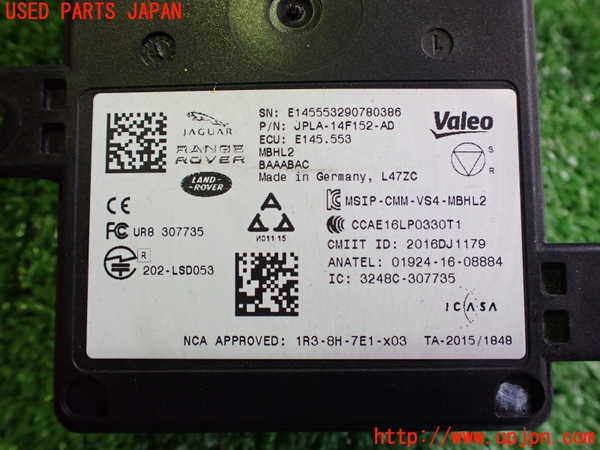 USED PARTS JAPAN
1
JAGUAR
RANGE
ROVER
LAND-
ROVER
SN: E145553290780386
P/N: JPLA-14F152-AD
ECU: E145.553
MBHL2
BAAABAC
Made in Germany, L47ZC
Valeo
S
R
CE
FC UR8 307735
R
202-LSD053
И011 15
MSIP-CMM-VS4-MBHL2
CCAE16LP0330T1
CMIIT ID: 2016DJ1179
ANATEL: 01924-16-08884
IC: 3248C-307735
ICASA
NCA APPROVED: 1R3-8H-7E1-x03
TA-2015/1848
http://www.upjpn.com/